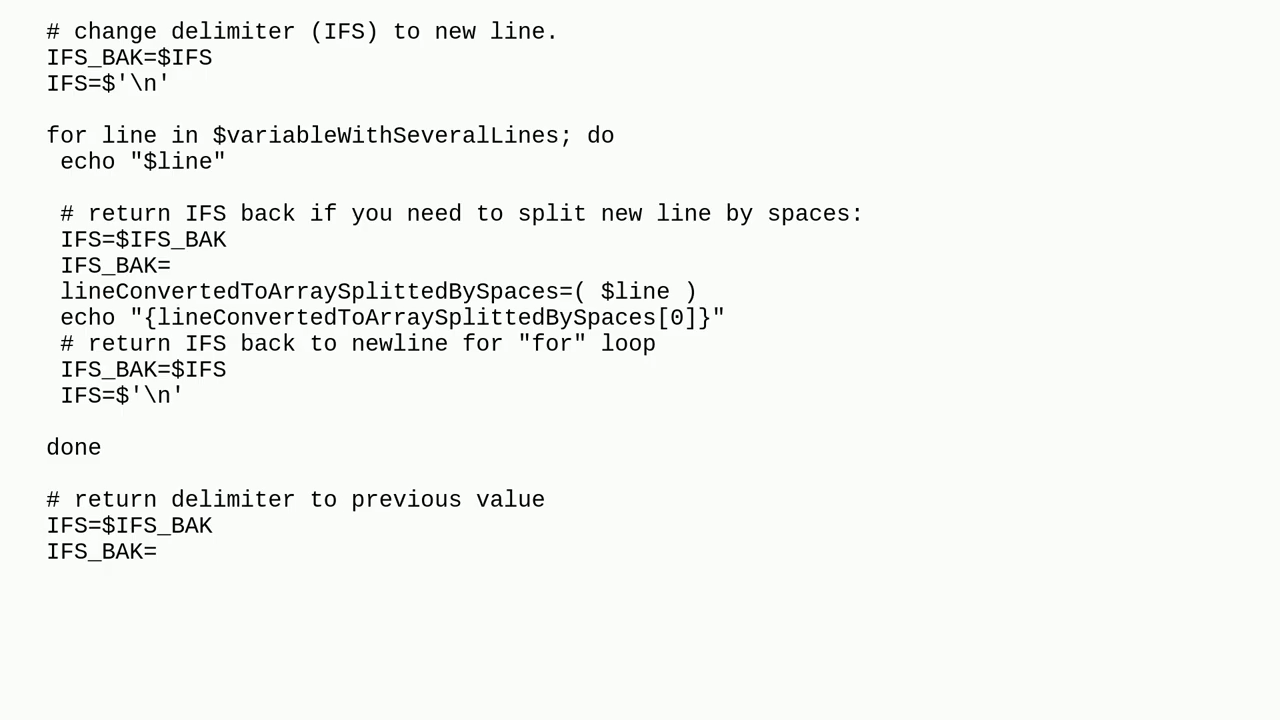 # change delimiter (IFS) to new line.
IFS_BAK=$IFS
IFS=$'\n'

for line in $variableWithSeveralLines; do
 echo "$line"

 # return IFS back if you need to split new line by spaces:
 IFS=$IFS_BAK
 IFS_BAK=
 lineConvertedToArraySplittedBySpaces=( $line )
 echo "{lineConvertedToArraySplittedBySpaces[0]}"
 # return IFS back to newline for "for" loop
 IFS_BAK=$IFS
 IFS=$'\n'

done

# return delimiter to previous value
IFS=$IFS_BAK
IFS_BAK=